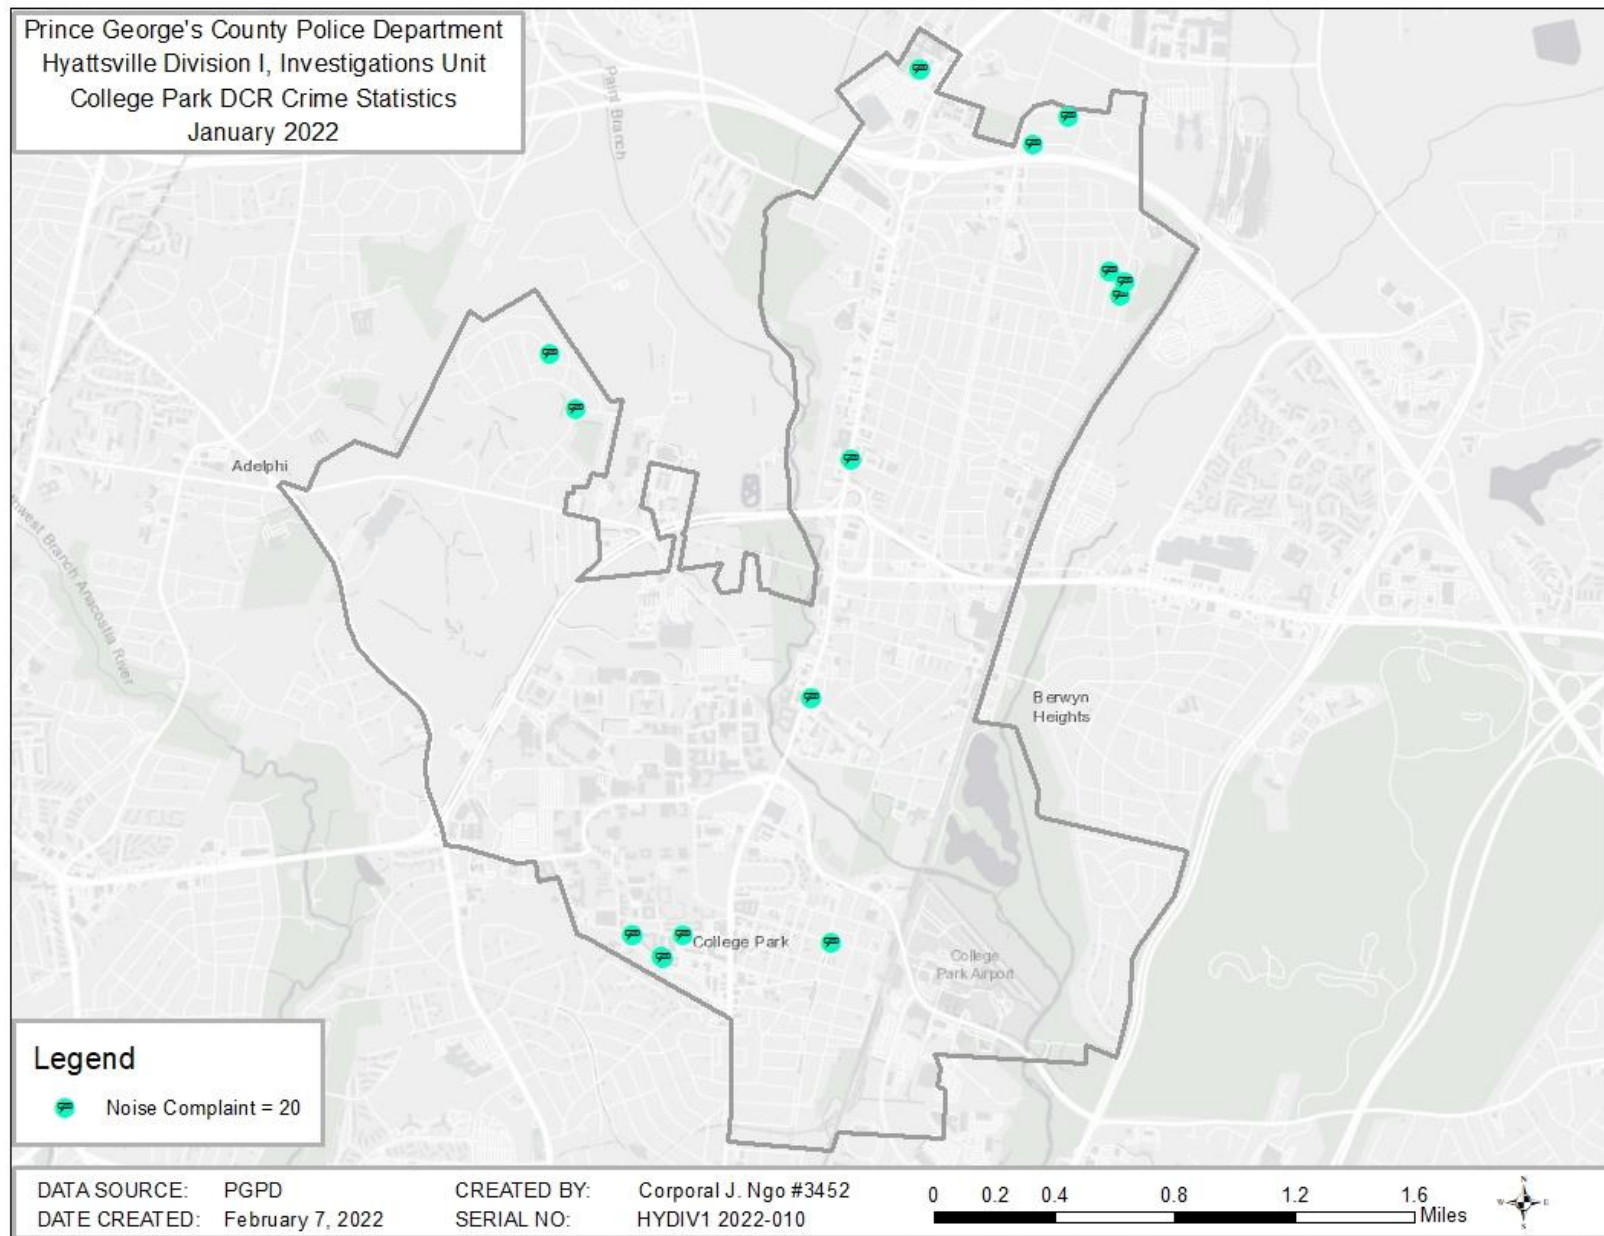 Prince George's County Police Department
Hyattsville Division I, Investigations Unit
College Park DCR Crime Statistics
January 2022
Paint Branch
Adelphi
Branch Anacostia River
Berwyn
Heights
College Park
College
Park Airport
Legend
Noise Complaint = 20
DATA SOURCE: PGPD
DATE CREATED: February 7, 2022
CREATED BY: Corporal J. Ngo #3452
SERIAL NO: HYDIV1 2022-010
0 0.2 0.4 0.8 1.2 1.6
Miles
N
W E
S